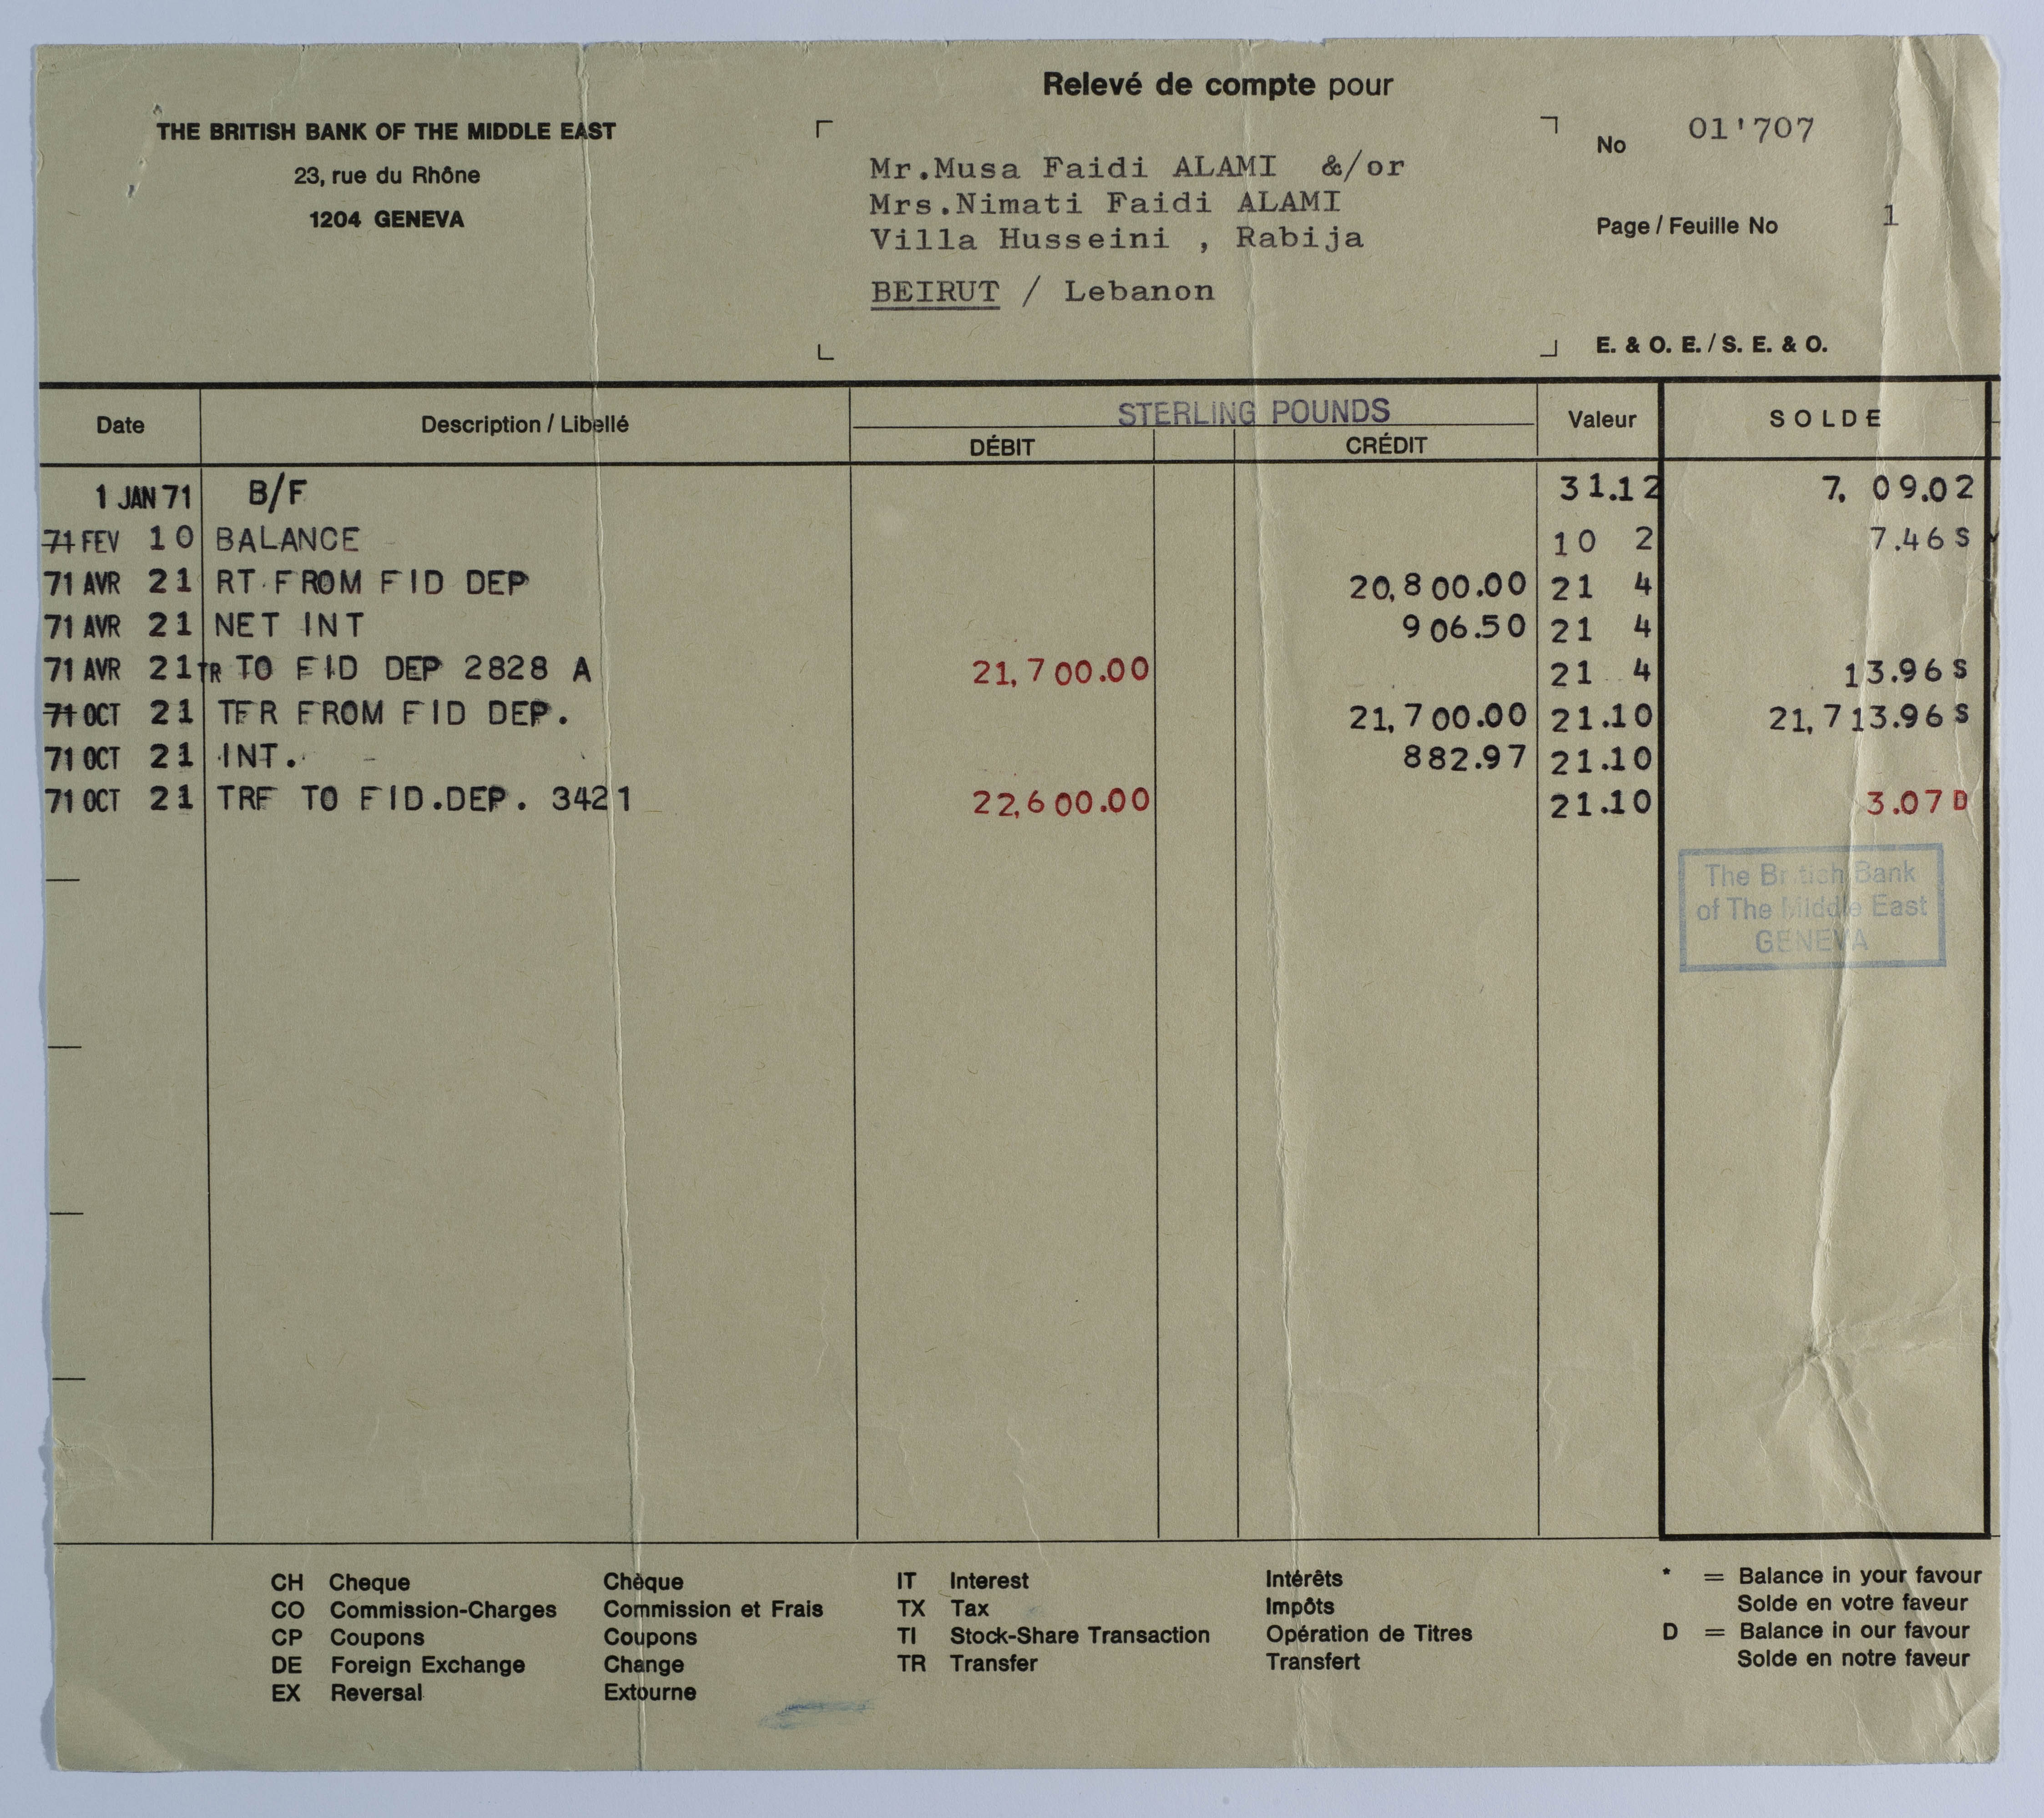 Relevé de compte pour
THE BRITISH BANK OF THE MIDDLE EAST
23, rue du Rhône
1204 GENEVA
Mr.Musa Faidi ALAMI &/or
Mrs.Nimati Faidi ALAMI
Villa Husseini , Rabija
BEIRUT / Lebanon
No 01'707
Page / Feuille No 1
E. & O. E. / S. E. & O.
STERLING POUNDS
Date Description / Libellé DÉBIT CRÉDIT Valeur SOLDE
1 JAN 71 B/F 31.12 7. 09.02
71 FEV 10 BALANCE 10 2 7.46 S
71 AVR 21 RT FROM FID DEP 20,800.00 21 4
71 AVR 21 NET INT 906.50 21 4
71 AVR 21 TR TO FID DEP 2828 A 21,700.00 21 4 13.96 S
71 OCT 21 TFR FROM FID DEP. 21,700.00 21.10 21,713.96 S
71 OCT 21 INT. 882.97 21.10
71 OCT 21 TRF TO FID.DEP. 3421 22,600.00 21.10 3.07 D
The British Bank
of The Middle East
GENEVA
CH Cheque Chèque IT Interest Intérêts * = Balance in your favour
CO Commission-Charges Commission et Frais TX Tax Impôts Solde en votre faveur
CP Coupons Coupons TI Stock-Share Transaction Opération de Titres D = Balance in our favour
DE Foreign Exchange Change TR Transfer Transfert Solde en notre faveur
EX Reversal Extourne